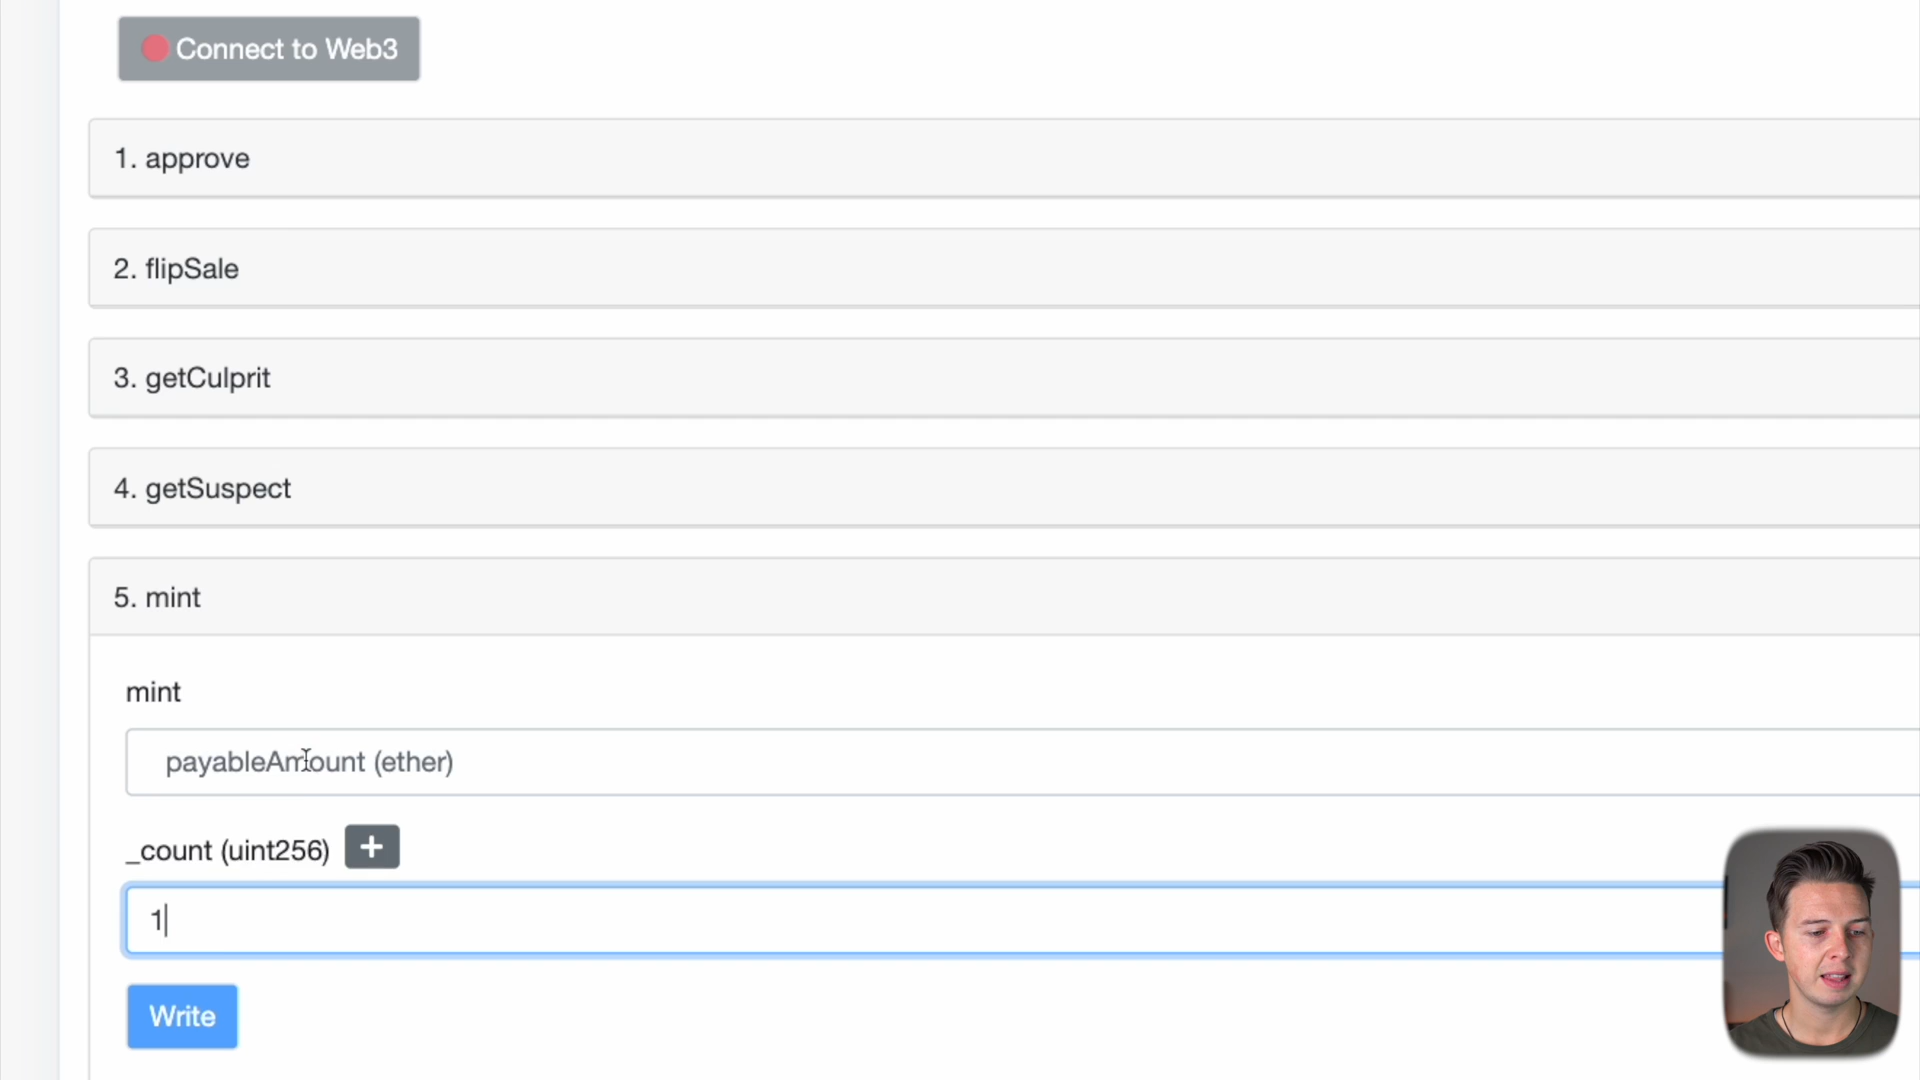 Connect to Web3
1. approve
2. flipSale
3. getCulprit
4. getSuspect
5. mint
mint
payableAmount (ether)
_count (uint256) +
1
Write